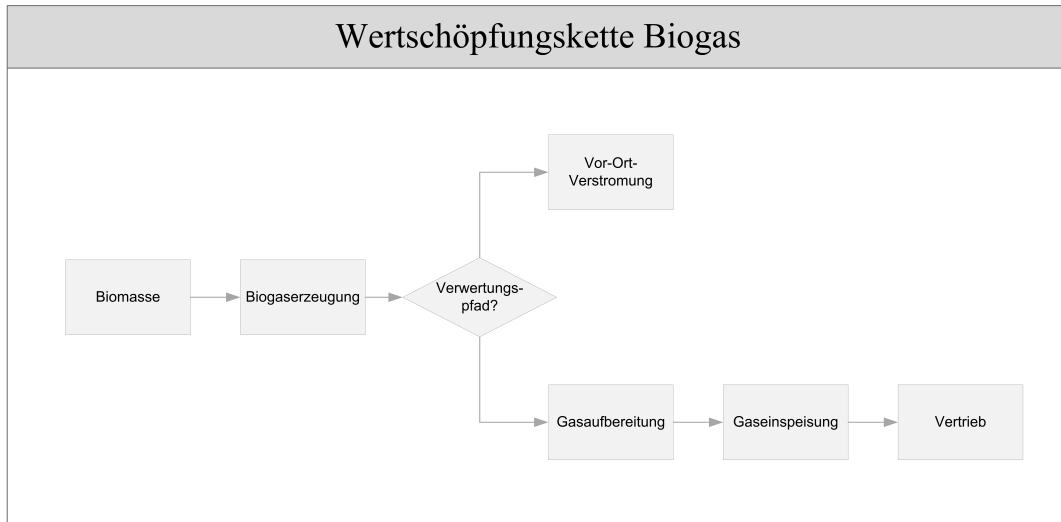 Wertschöpfungskette Biogas
Vor-Ort-
Verstromung
Biomasse
Biogaserzeugung
Verwertungs-
pfad?
Gasaufbereitung
Gaseinspeisung
Vertrieb